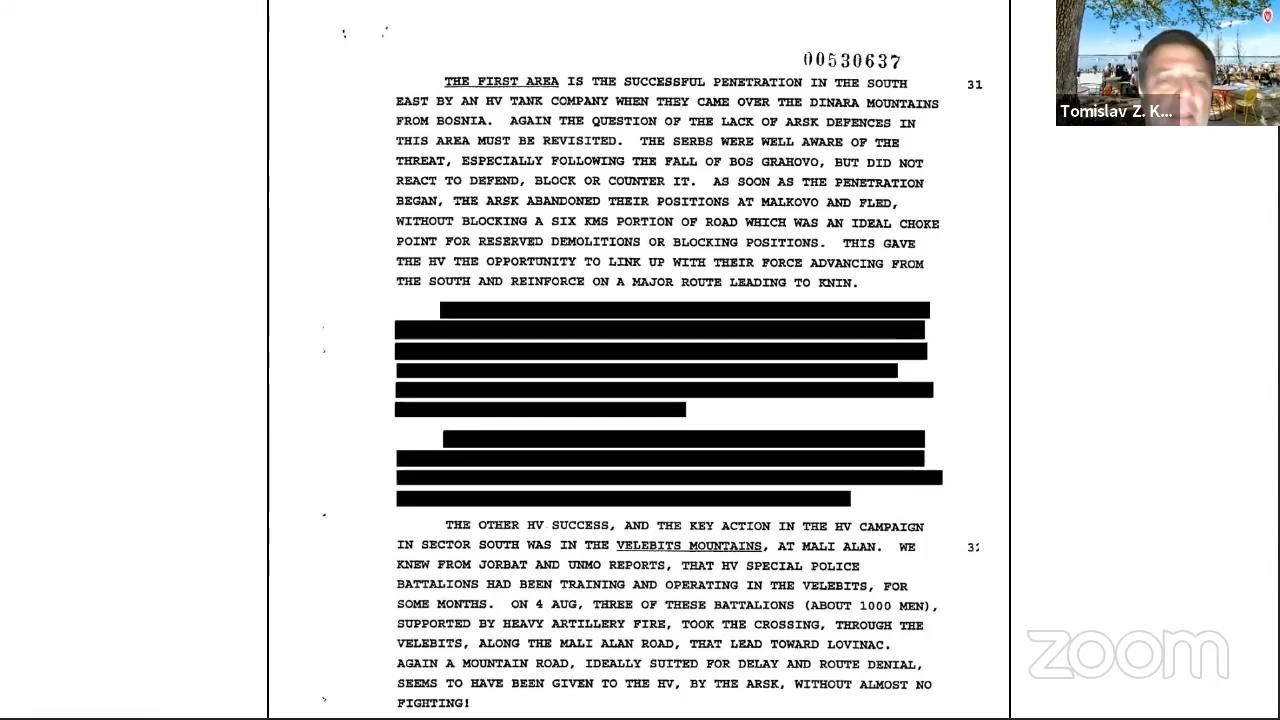 00530637
THE FIRST AREA IS THE SUCCESSFUL PENETRATION IN THE SOUTH 31
EAST BY AN HV TANK COMPANY WHEN THEY CAME OVER THE DINARA MOUNTAINS
FROM BOSNIA. AGAIN THE QUESTION OF THE LACK OF ARSK DEFENCES IN
THIS AREA MUST BE REVISITED. THE SERBS WERE WELL AWARE OF THE
THREAT, ESPECIALLY FOLLOWING THE FALL OF BOS GRAHOVO, BUT DID NOT
REACT TO DEFEND, BLOCK OR COUNTER IT. AS SOON AS THE PENETRATION
BEGAN, THE ARSK ABANDONED THEIR POSITIONS AT MALKOVO AND FLED,
WITHOUT BLOCKING A SIX KMS PORTION OF ROAD WHICH WAS AN IDEAL CHOKE
POINT FOR RESERVED DEMOLITIONS OR BLOCKING POSITIONS. THIS GAVE
THE HV THE OPPORTUNITY TO LINK UP WITH THEIR FORCE ADVANCING FROM
THE SOUTH AND REINFORCE ON A MAJOR ROUTE LEADING TO KNIN.
THE OTHER HV SUCCESS, AND THE KEY ACTION IN THE HV CAMPAIGN
IN SECTOR SOUTH WAS IN THE VELEBITS MOUNTAINS, AT MALI ALAN. WE
KNEW FROM JORBAT AND UNMO REPORTS, THAT HV SPECIAL POLICE
BATTALIONS HAD BEEN TRAINING AND OPERATING IN THE VELEBITS, FOR
SOME MONTHS. ON 4 AUG, THREE OF THESE BATTALIONS (ABOUT 1000 MEN),
SUPPORTED BY HEAVY ARTILLERY FIRE, TOOK THE CROSSING, THROUGH THE
VELEBITS, ALONG THE MALI ALAN ROAD, THAT LEAD TOWARD LOVINAC.
AGAIN A MOUNTAIN ROAD, IDEALLY SUITED FOR DELAY AND ROUTE DENIAL,
SEEMS TO HAVE BEEN GIVEN TO THE HV, BY THE ARSK, WITHOUT ALMOST NO
FIGHTING!
Tomislav Z. K...
zoom